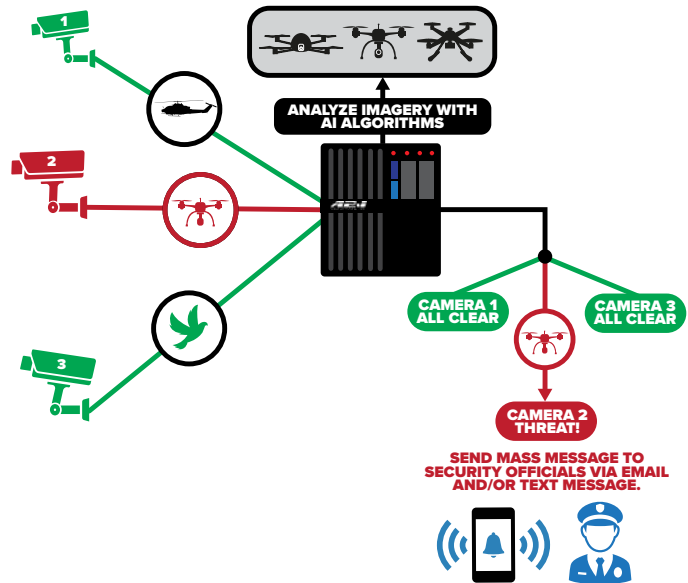 1
ANALYZE IMAGERY WITH
AI ALGORITHMS
2
CAMERA 1
ALL CLEAR
CAMERA 3
ALL CLEAR
3
CAMERA 2
THREAT!
SEND MASS MESSAGE TO
SECURITY OFFICIALS VIA EMAIL
AND/OR TEXT MESSAGE.